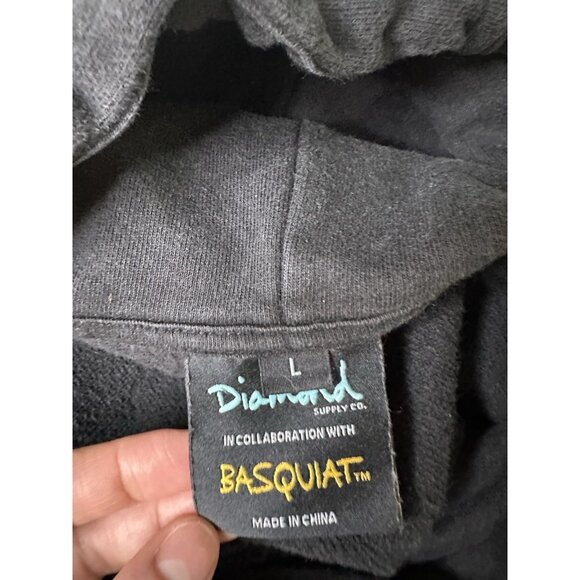 L
Diamond
SUPPLY CO.
IN COLLABORATION WITH
BASQUIAT™
MADE IN CHINA